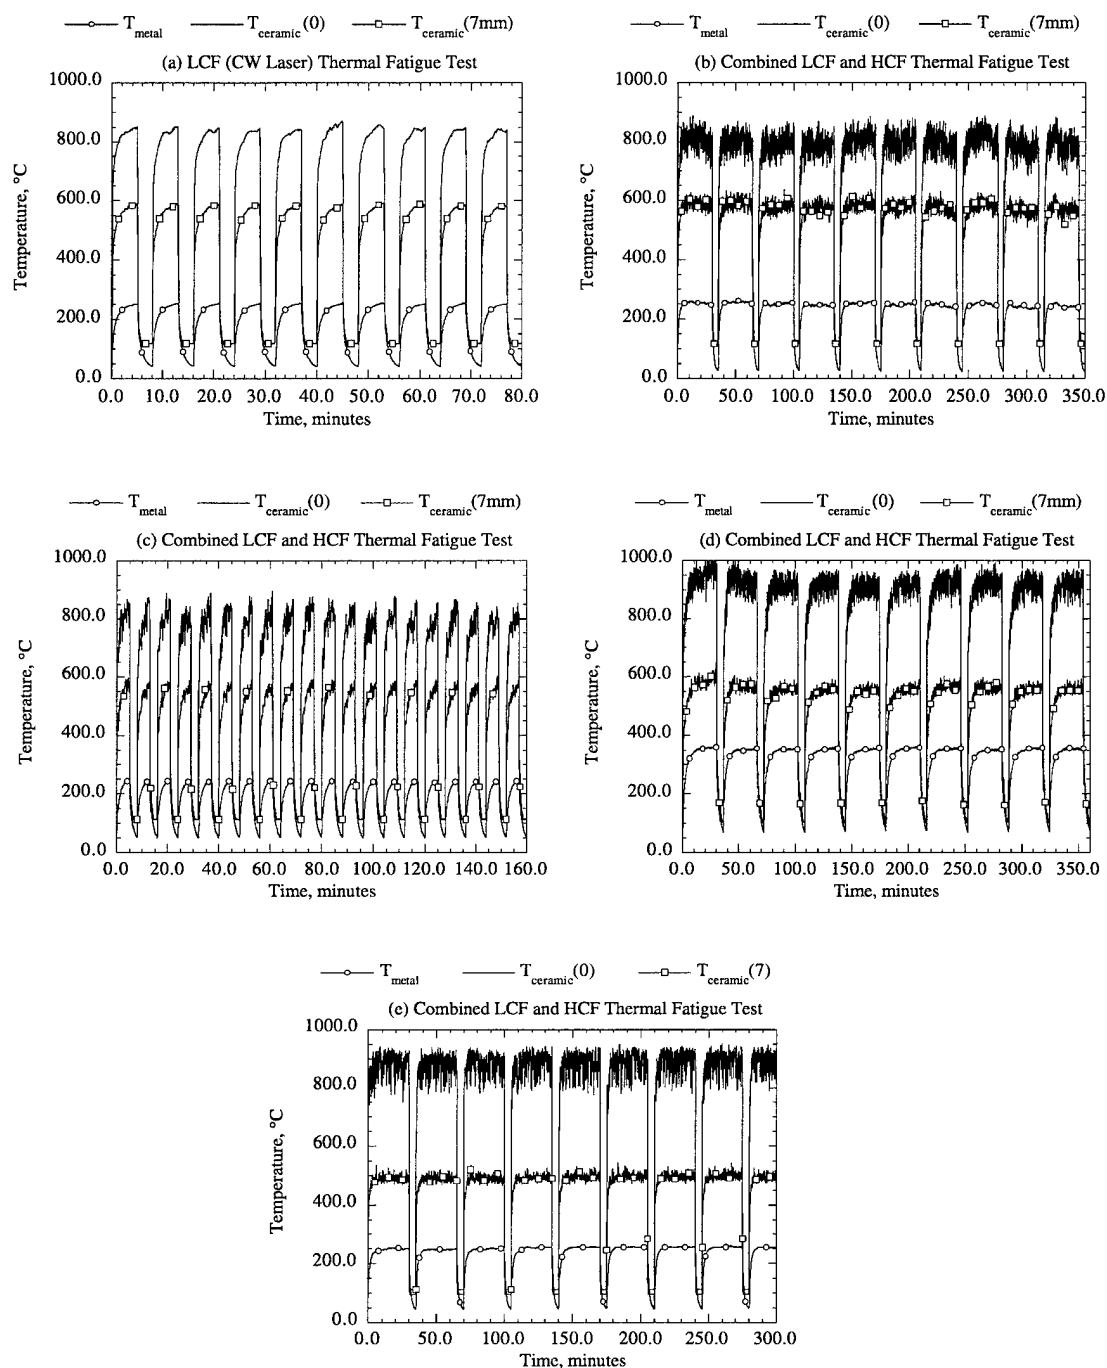 T_metal T_ceramic(0) T_ceramic(7mm)
(a) LCF (CW Laser) Thermal Fatigue Test
1000.0
800.0
600.0
400.0
200.0
0.0
Temperature, °C
0.0 10.0 20.0 30.0 40.0 50.0 60.0 70.0 80.0
Time, minutes
T_metal T_ceramic(0) T_ceramic(7mm)
(b) Combined LCF and HCF Thermal Fatigue Test
1000.0
800.0
600.0
400.0
200.0
0.0
Temperature, °C
0.0 50.0 100.0 150.0 200.0 250.0 300.0 350.0
Time, minutes
T_metal T_ceramic(0) T_ceramic(7mm)
(c) Combined LCF and HCF Thermal Fatigue Test
1000.0
800.0
600.0
400.0
200.0
0.0
Temperature, °C
0.0 20.0 40.0 60.0 80.0 100.0 120.0 140.0 160.0
Time, minutes
T_metal T_ceramic(0) T_ceramic(7mm)
(d) Combined LCF and HCF Thermal Fatigue Test
1000.0
800.0
600.0
400.0
200.0
0.0
Temperature, °C
0.0 50.0 100.0 150.0 200.0 250.0 300.0 350.0
Time, minutes
T_metal T_ceramic(0) T_ceramic(7)
(e) Combined LCF and HCF Thermal Fatigue Test
1000.0
800.0
600.0
400.0
200.0
0.0
Temperature, °C
0.0 50.0 100.0 150.0 200.0 250.0 300.0
Time, minutes